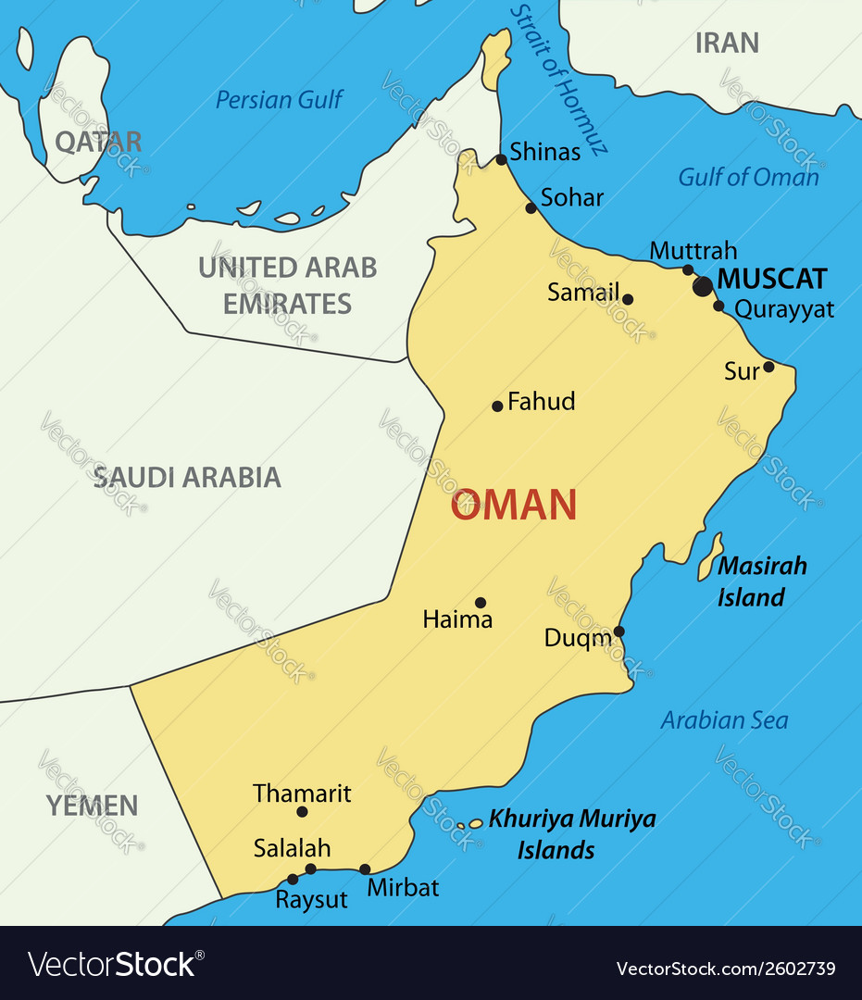 IRAN
Strait of Hormuz
Persian Gulf
QATAR
Shinas
Gulf of Oman
Sohar
Muttrah
UNITED ARAB
EMIRATES
MUSCAT
Samail
Qurayyat
Sur
Fahud
SAUDI ARABIA
OMAN
Masirah
Island
Haima
Duqm
Arabian Sea
Thamarit
YEMEN
Khuriya Muriya
Islands
Salalah
Mirbat
Raysut
VectorStock®
VectorStock.com/2602739